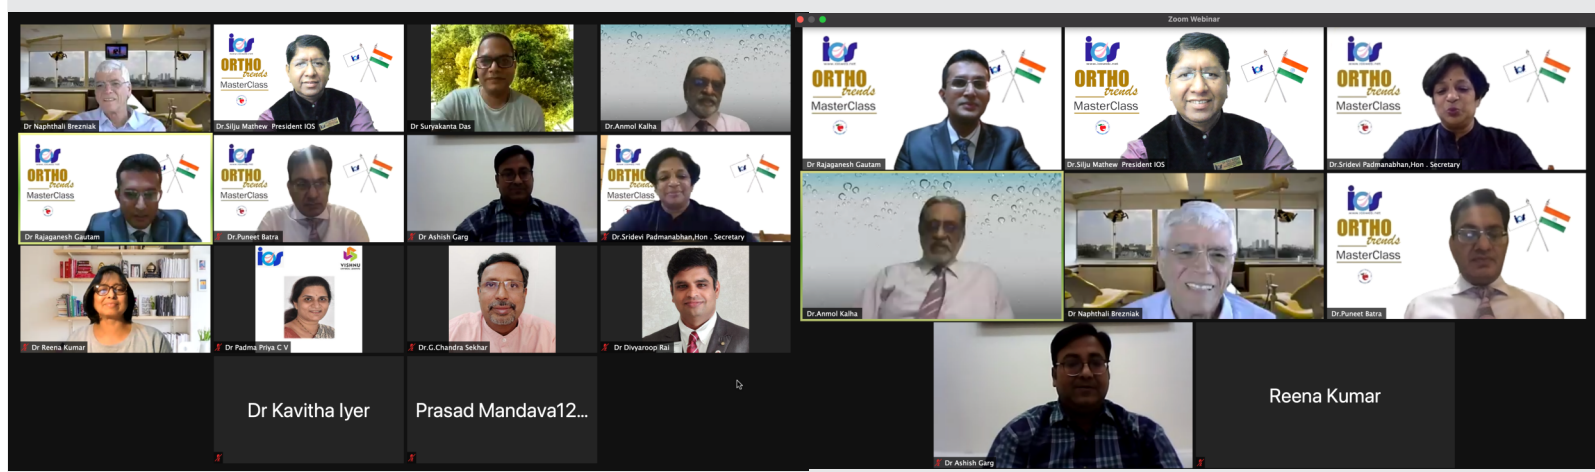 Zoom Webinar
Dr Naphthali Brezniak
ios
www.iosweb.net
ORTHO
trends
MasterClass
Dr.Silju Mathew President IOS
Dr Suryakanta Das
Dr.Anmol Kalha
ios
ORTHO
trends
MasterClass
Dr Rajaganesh Gautam
ios
ORTHO
trends
MasterClass
Dr.Puneet Batra
Dr Ashish Garg
ios
ORTHO
trends
MasterClass
Dr.Sridevi Padmanabhan,Hon . Secretary
Dr Reena Kumar
ios
VISHNU
Dr Padma Priya C V
Dr.G.Chandra Sekhar
Dr Divyaroop Rai
Dr Kavitha Iyer
Prasad Mandava12...
ios
ORTHO
trends
MasterClass
Dr Rajaganesh Gautam
ios
ORTHO
trends
MasterClass
Dr.Silju Mathew President IOS
ios
ORTHO
trends
MasterClass
Dr.Sridevi Padmanabhan,Hon . Secretary
Dr.Anmol Kalha
Dr Naphthali Brezniak
ios
ORTHO
trends
MasterClass
Dr.Puneet Batra
Dr Ashish Garg
Reena Kumar